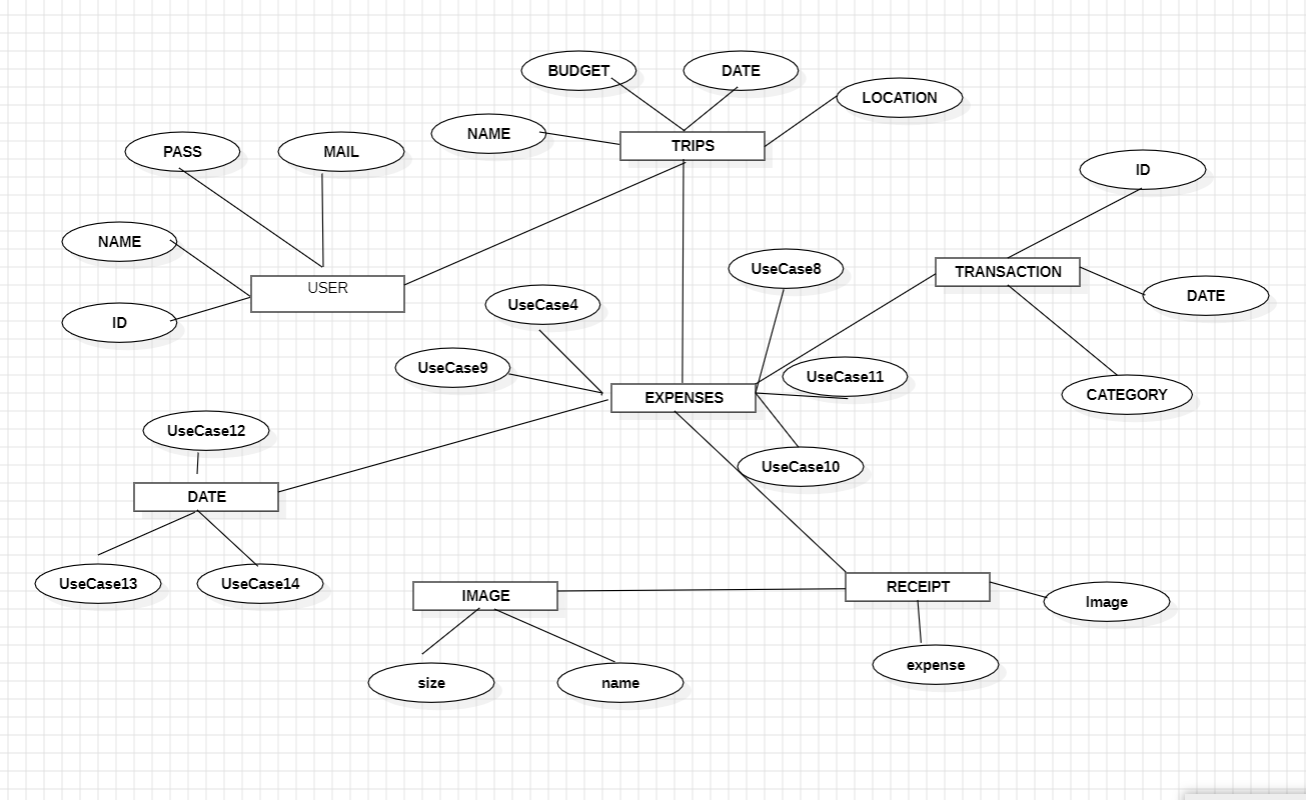 BUDGET
DATE
LOCATION
NAME
TRIPS
PASS
MAIL
ID
NAME
TRANSACTION
UseCase8
USER
DATE
UseCase4
ID
UseCase9
UseCase11
EXPENSES
CATEGORY
UseCase12
UseCase10
DATE
UseCase13
UseCase14
IMAGE
RECEIPT
Image
expense
size
name